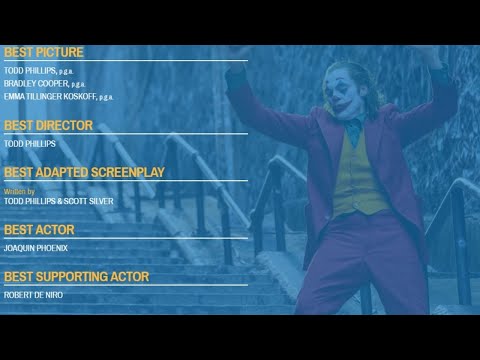 BEST PICTURE
TODD PHILLIPS, p.g.a.
BRADLEY COOPER, p.g.a.
EMMA TILLINGER KOSKOFF, p.g.a.
BEST DIRECTOR
TODD PHILLIPS
BEST ADAPTED SCREENPLAY
Written by
TODD PHILLIPS & SCOTT SILVER
BEST ACTOR
JOAQUIN PHOENIX
BEST SUPPORTING ACTOR
ROBERT DE NIRO